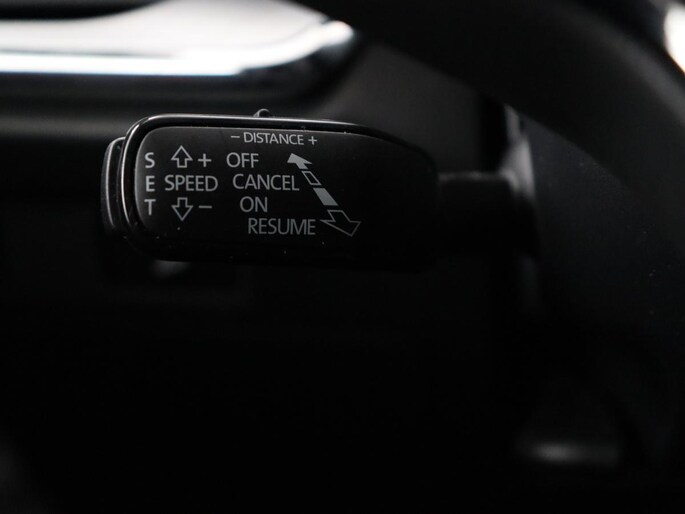 − DISTANCE +
S + OFF
E SPEED CANCEL
T − ON
RESUME